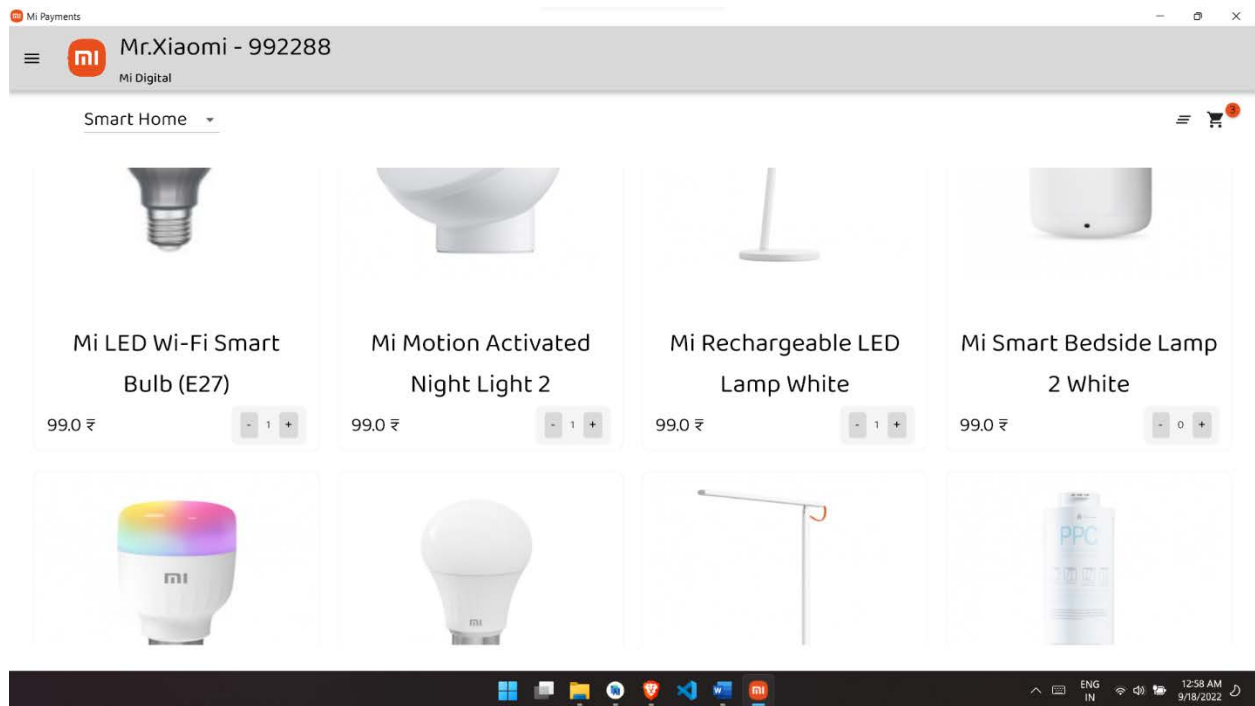 Mi Payments
Mr.Xiaomi - 992288
Mi Digital
Smart Home
3
Mi LED Wi-Fi Smart
Bulb (E27)
99.0 ₹
- 1 +
Mi Motion Activated
Night Light 2
99.0 ₹
- 1 +
Mi Rechargeable LED
Lamp White
99.0 ₹
- 1 +
Mi Smart Bedside Lamp
2 White
99.0 ₹
- 0 +
PPC
ENG
IN
12:58 AM
9/18/2022